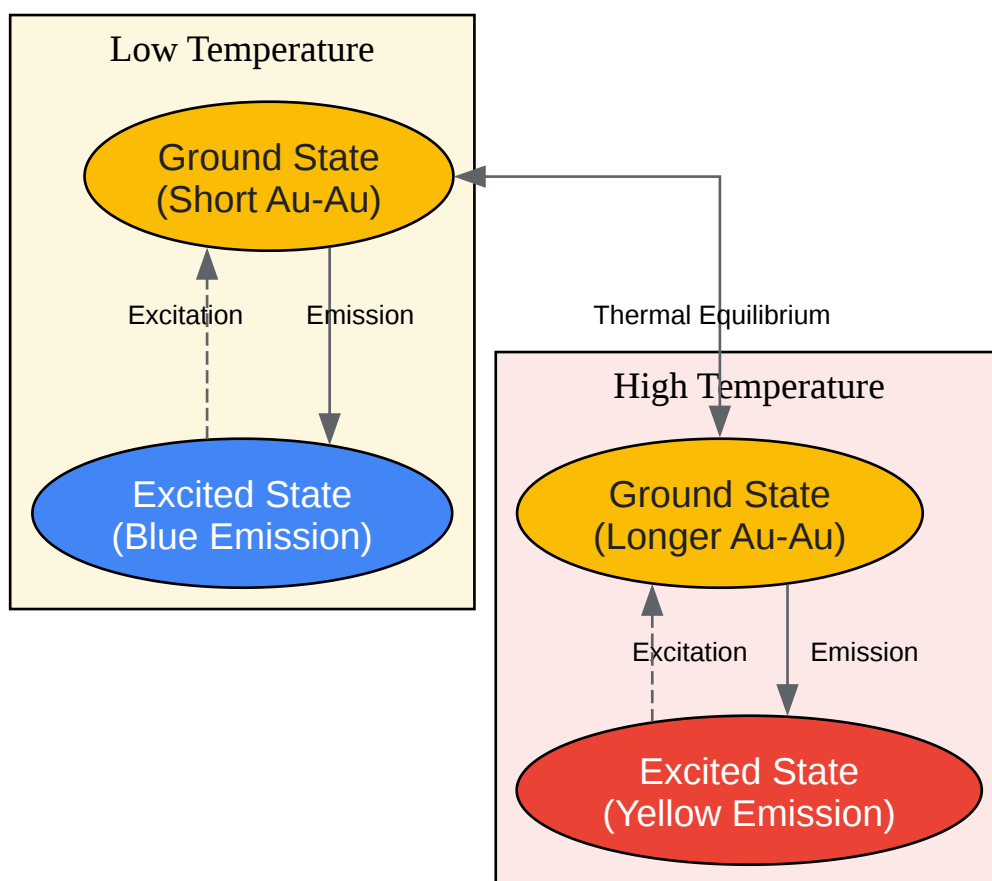 Low Temperature
Ground State
(Short Au-Au)
Excitation
Emission
Excited State
(Blue Emission)
Thermal Equilibrium
High Temperature
Ground State
(Longer Au-Au)
Excitation
Emission
Excited State
(Yellow Emission)